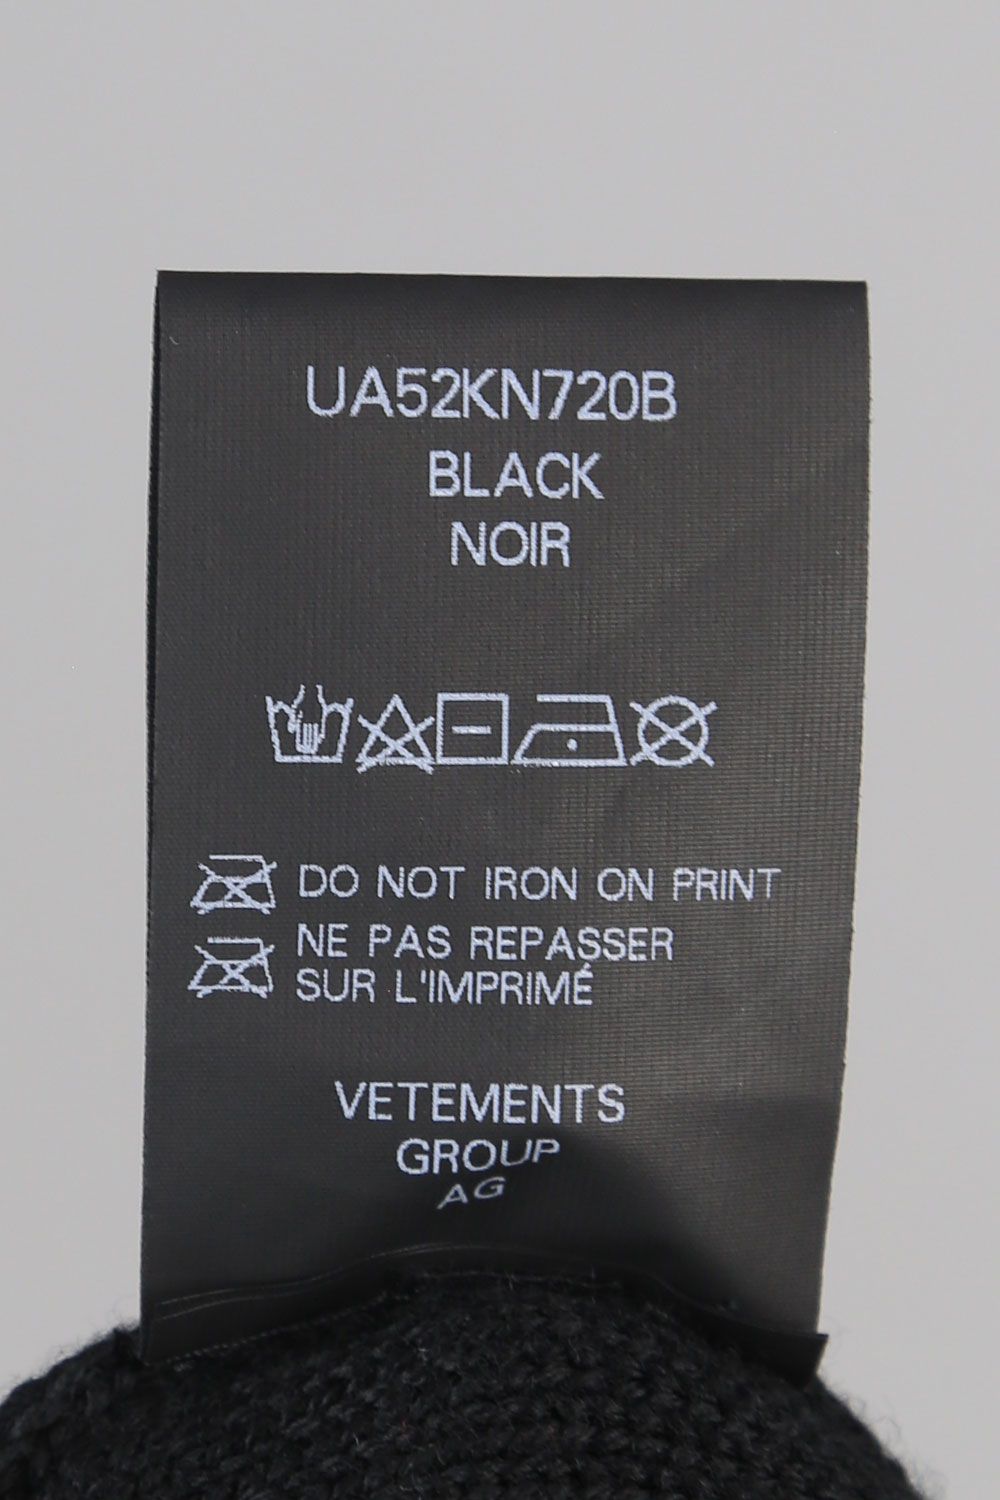 UA52KN720B
BLACK
NOIR
DO NOT IRON ON PRINT
NE PAS REPASSER
SUR L'IMPRIMÉ
VETEMENTS
GROUP
AG